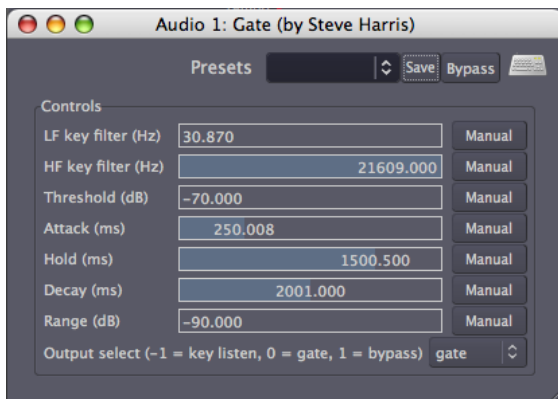 Audio 1: Gate (by Steve Harris)
Presets Save Bypass
Controls
LF key filter (Hz) 30.870 Manual
HF key filter (Hz) 21609.000 Manual
Threshold (dB) -70.000 Manual
Attack (ms) 250.008 Manual
Hold (ms) 1500.500 Manual
Decay (ms) 2001.000 Manual
Range (dB) -90.000 Manual
Output select (-1 = key listen, 0 = gate, 1 = bypass) gate